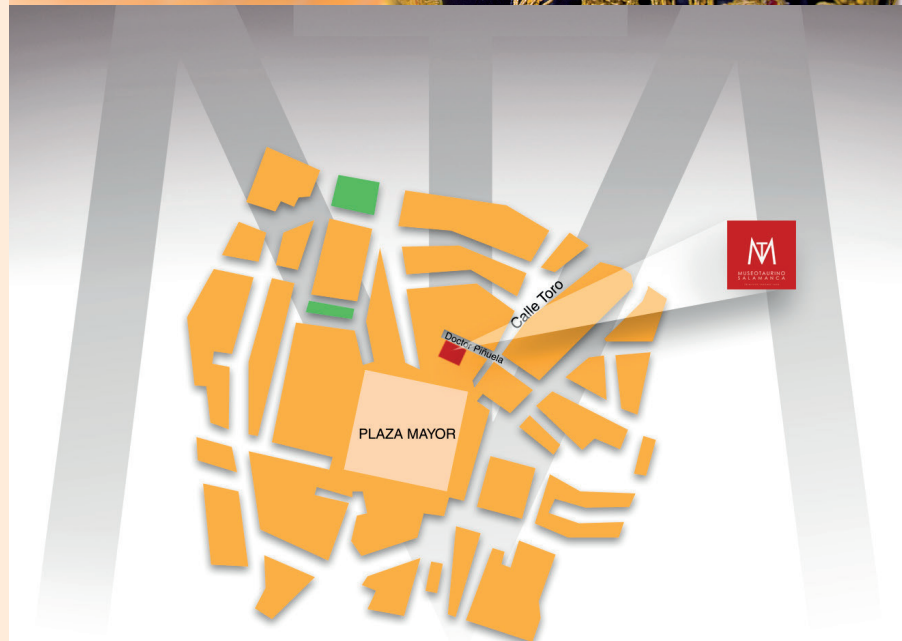 Calle Toro
MUSEOTAURINO
SALAMANCA
Doctor Piñuela
PLAZA MAYOR